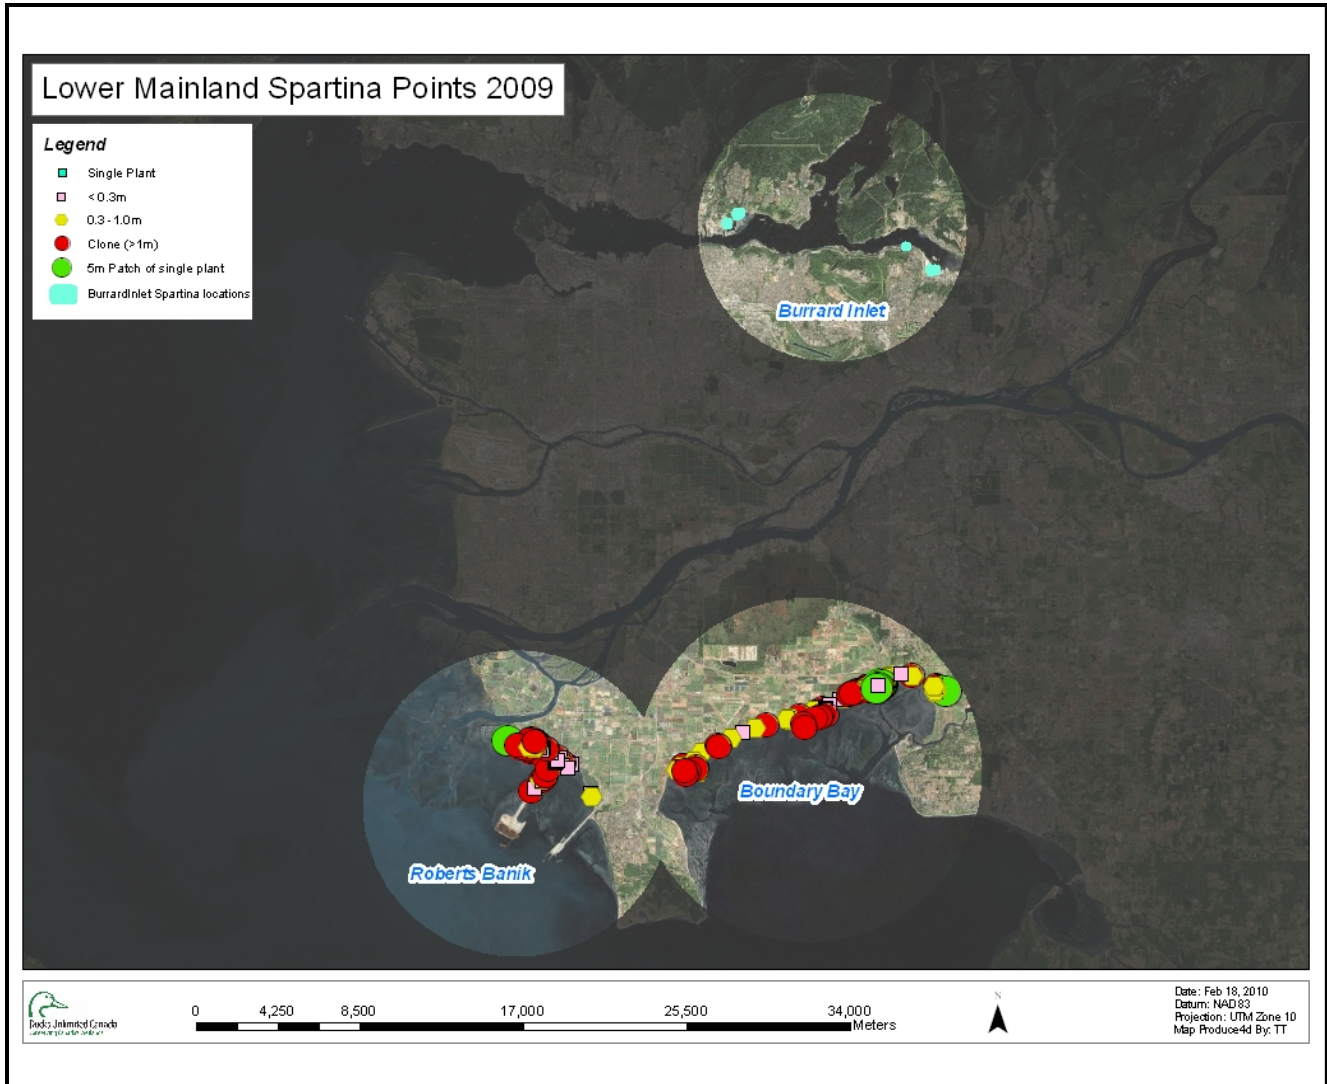 Lower Mainland Spartina Points 2009
Legend
Single Plant
<0.3m
0.3 - 1.0m
Clone (>1m)
5m Patch of single plant
BurrardInlet Spartina locations
Burrard Inlet
Boundary Bay
Roberts Bank
Ducks Unlimited Canada
0 4,250 8,500 17,000 25,500 34,000
Meters
N
Date: Feb 18, 2010
Datum: NAD83
Projection: UTM Zone 10
Map Produce4d By: TT